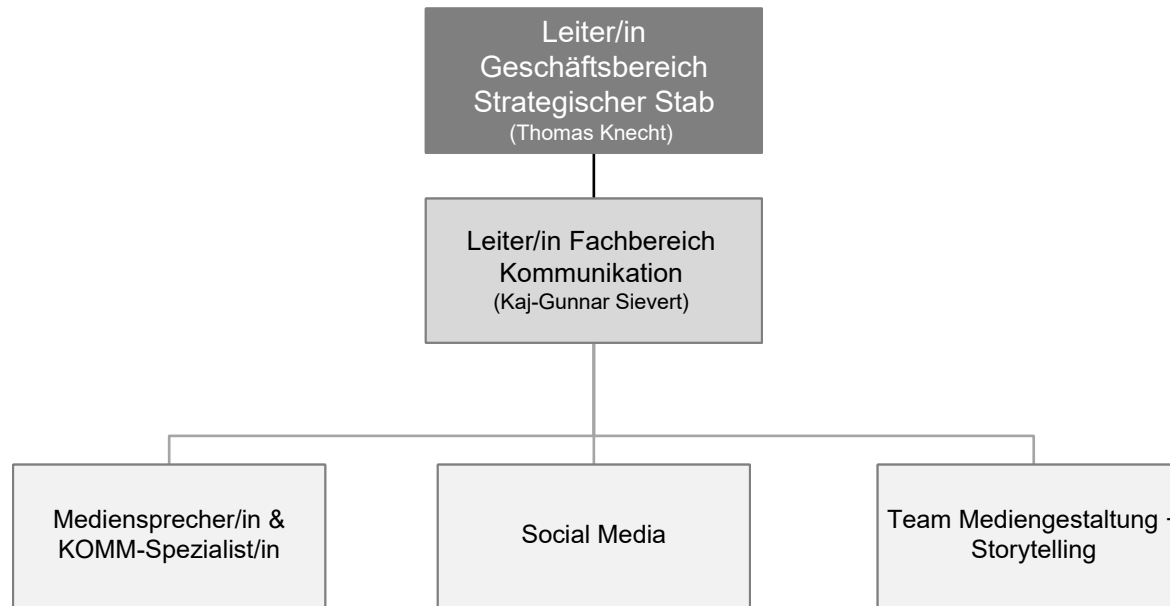 Leiter/in
Geschäftsbereich
Strategischer Stab
(Thomas Knecht)
Leiter/in Fachbereich
Kommunikation
(Kaj-Gunnar Sievert)
Mediensprecher/in &
KOMM-Spezialist/in
Social Media
Team Mediengestaltung
Storytelling